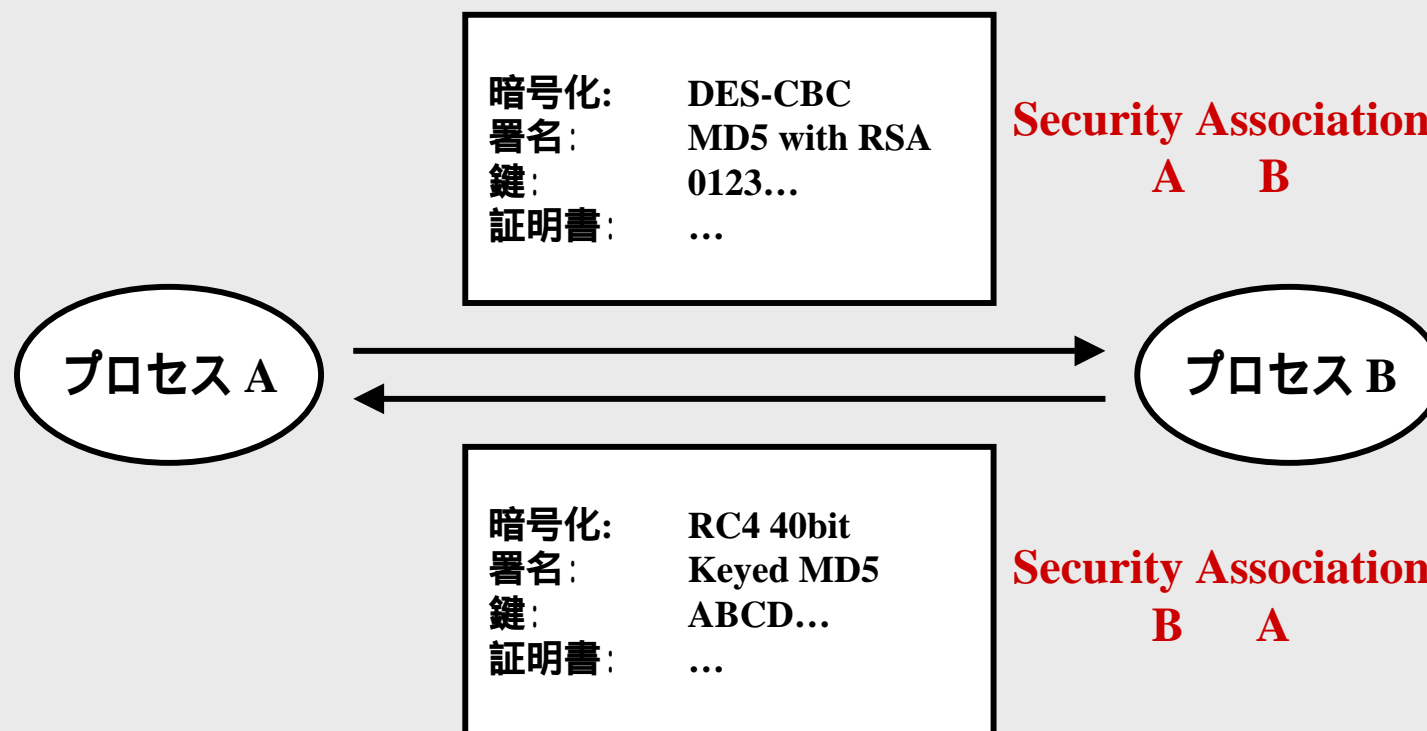 暗号化: DES-CBC
署名: MD5 with RSA
鍵: 0123…
証明書: …
Security Association
A B
プロセス A
プロセス B
暗号化: RC4 40bit
署名: Keyed MD5
鍵: ABCD…
証明書: …
Security Association
B A